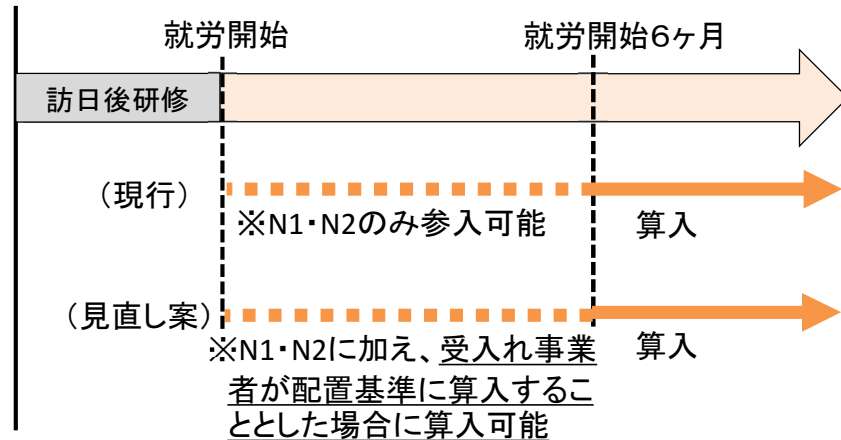 就労開始
就労開始６ヶ月
訪日後研修
（現行）
※N1・N2のみ参入可能
算入
（見直し案）
※N1・N2に加え、受入れ事業
者が配置基準に算入するこ
ととした場合に算入可能
算入